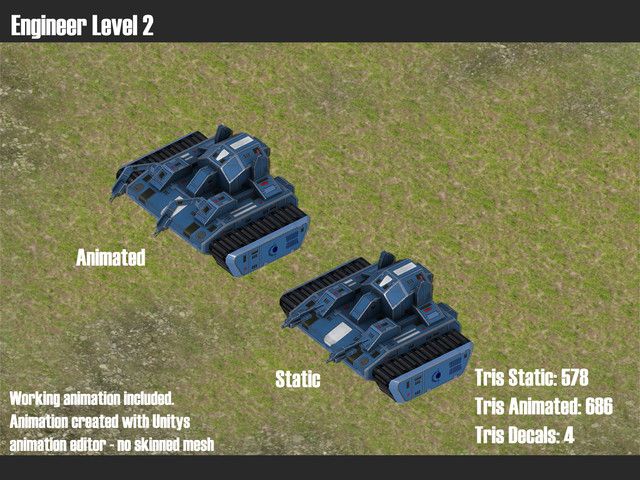 Engineer Level 2
Animated
Static
Tris Static: 578
Tris Animated: 686
Tris Decals: 4
Working animation included.
Animation created with Unitys
animation editor - no skinned mesh